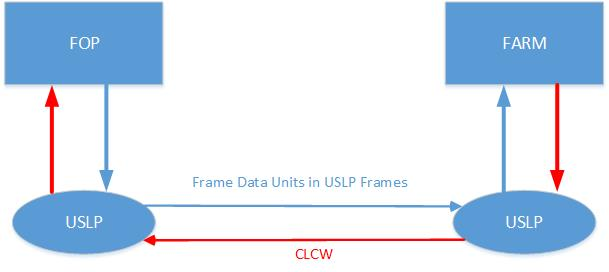 FOP
FARM
Frame Data Units in USLP Frames
USLP
USLP
CLCW